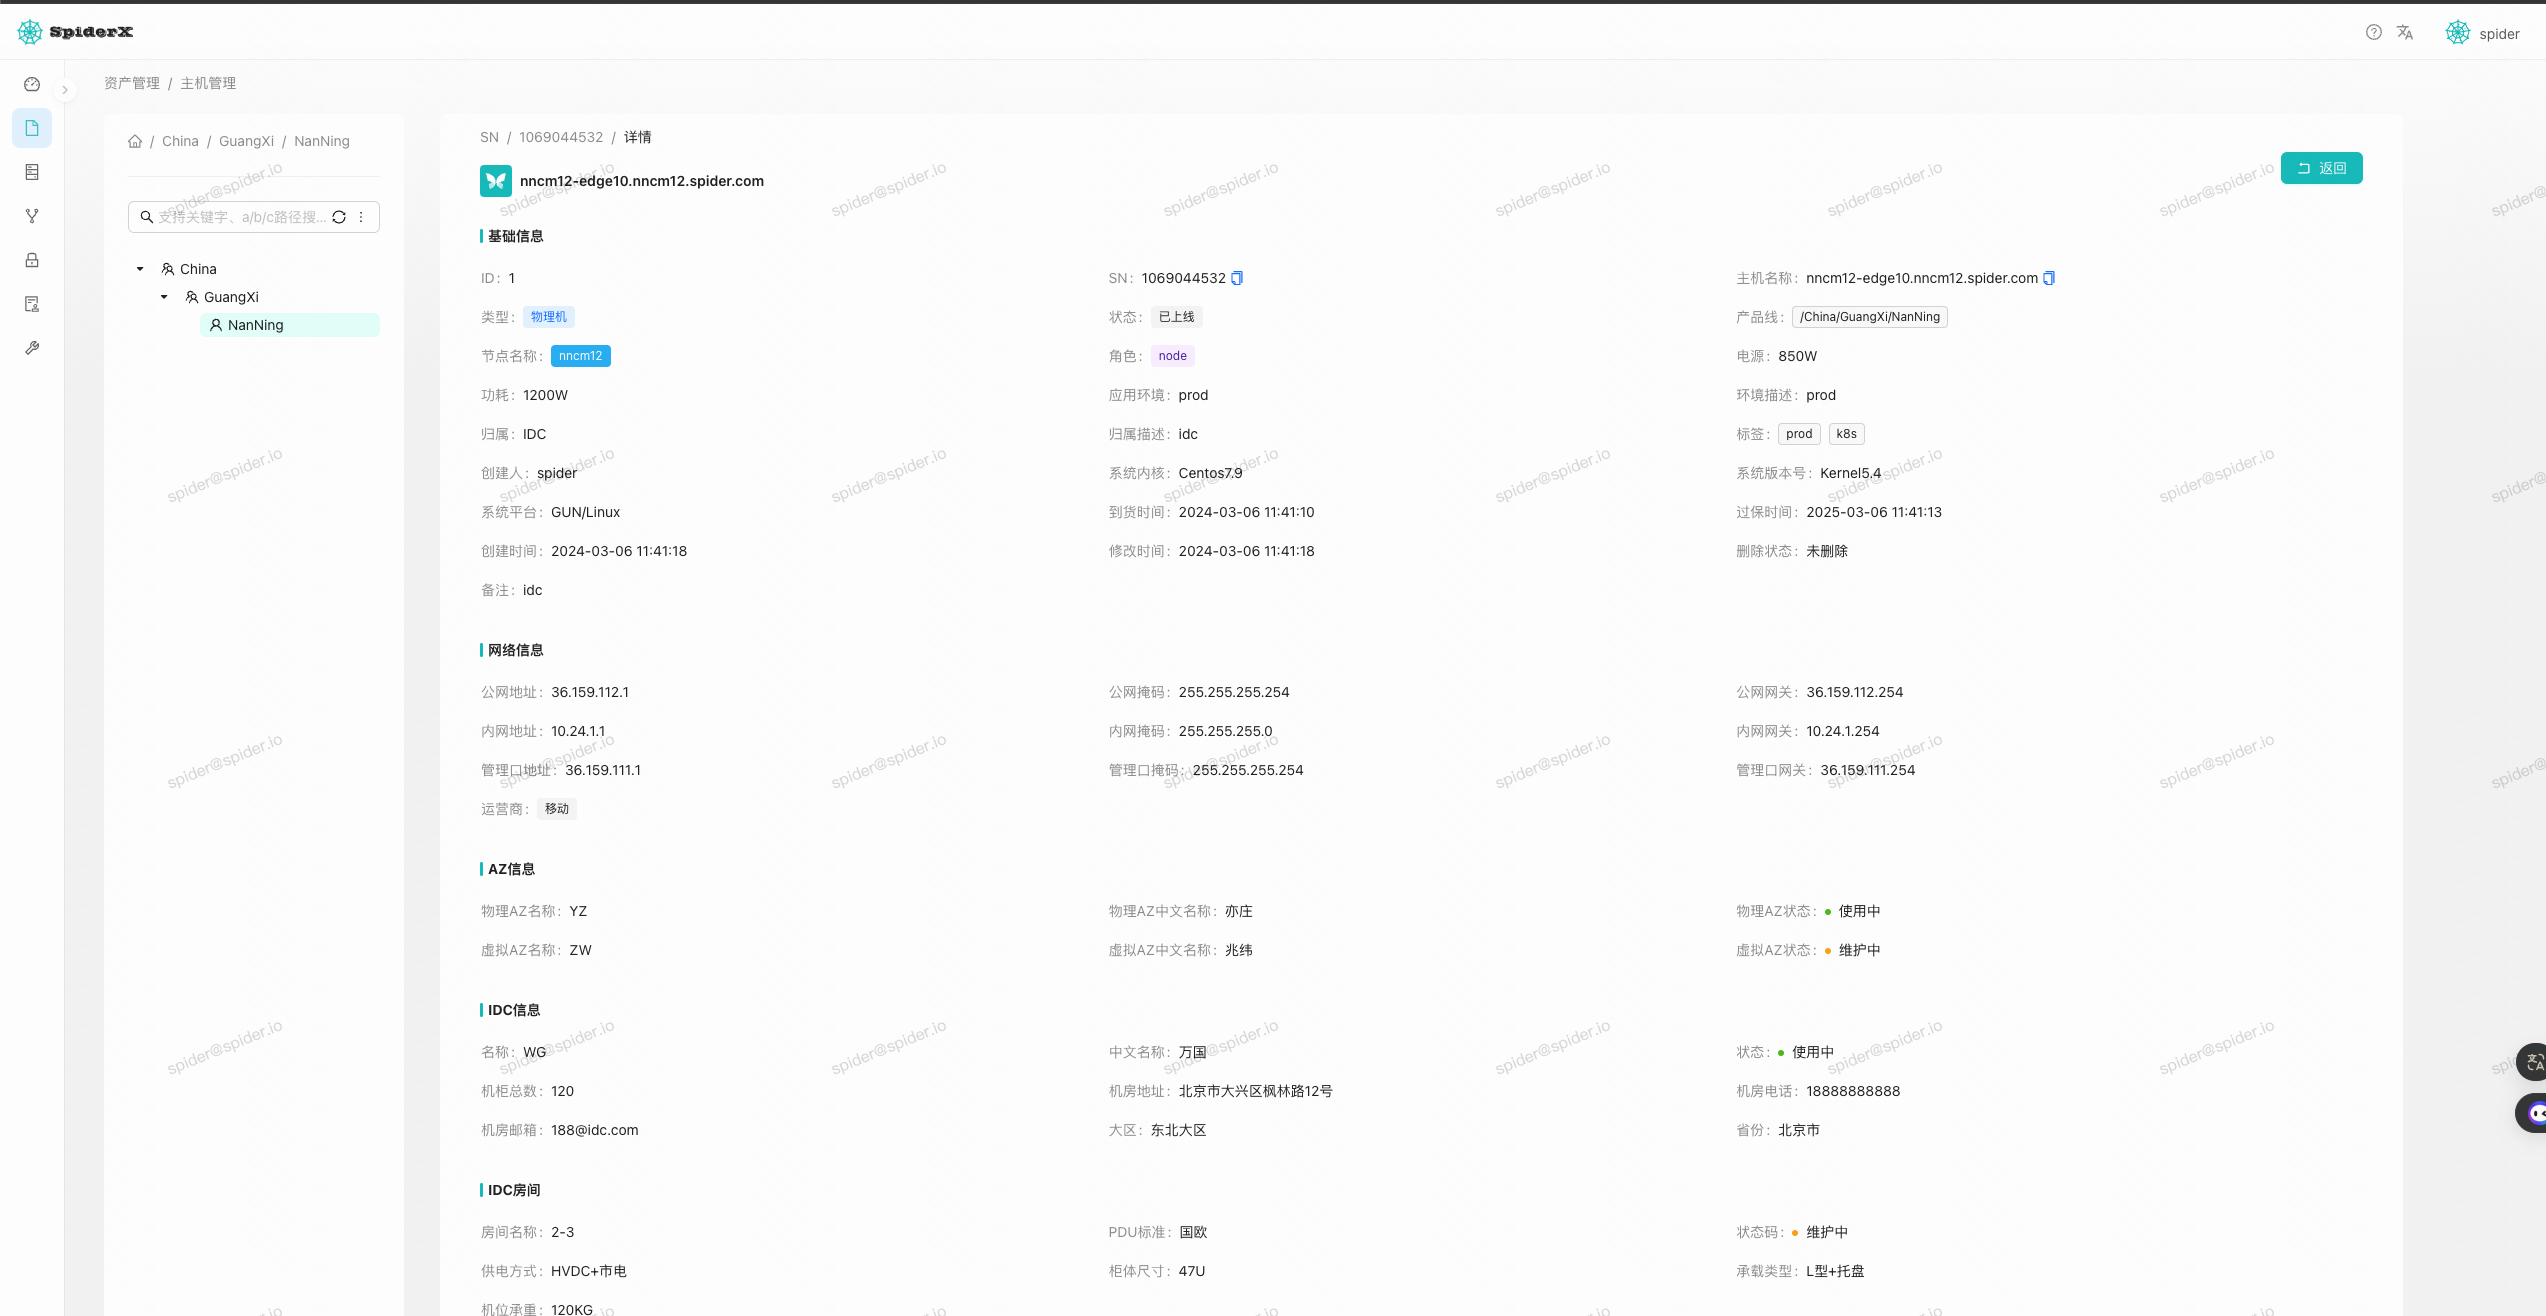 SpiderX
spider
资产管理 / 主机管理
/ China / GuangXi / NanNing
支持关键字、a/b/c路径搜...
China
GuangXi
NanNing
SN / 1069044532 / 详情
nncm12-edge10.nncm12.spider.com
返回
基础信息
ID: 1 SN: 1069044532 主机名称: nncm12-edge10.nncm12.spider.com
类型: 物理机 状态: 已上线 产品线: /China/GuangXi/NanNing
节点名称: nncm12 角色: node 电源: 850W
功耗: 1200W 应用环境: prod 环境描述: prod
归属: IDC 归属描述: idc 标签: prod k8s
创建人: spider 系统内核: Centos7.9 系统版本号: Kernel5.4
系统平台: GUN/Linux 到货时间: 2024-03-06 11:41:10 过保时间: 2025-03-06 11:41:13
创建时间: 2024-03-06 11:41:18 修改时间: 2024-03-06 11:41:18 删除状态: 未删除
备注: idc
网络信息
公网地址: 36.159.112.1 公网掩码: 255.255.255.254 公网网关: 36.159.112.254
内网地址: 10.24.1.1 内网掩码: 255.255.255.0 内网网关: 10.24.1.254
管理口地址: 36.159.111.1 管理口掩码: 255.255.255.254 管理口网关: 36.159.111.254
运营商: 移动
AZ信息
物理AZ名称: YZ 物理AZ中文名称: 亦庄 物理AZ状态: 使用中
虚拟AZ名称: ZW 虚拟AZ中文名称: 兆纬 虚拟AZ状态: 维护中
IDC信息
名称: WG 中文名称: 万国 状态: 使用中
机柜总数: 120 机房地址: 北京市大兴区枫林路12号 机房电话: 18888888888
机房邮箱: 188@idc.com 大区: 东北大区 省份: 北京市
IDC房间
房间名称: 2-3 PDU标准: 国欧 状态码: 维护中
供电方式: HVDC+市电 柜体尺寸: 47U 承载类型: L型+托盘
机位承重: 120KG
spider@spider.io